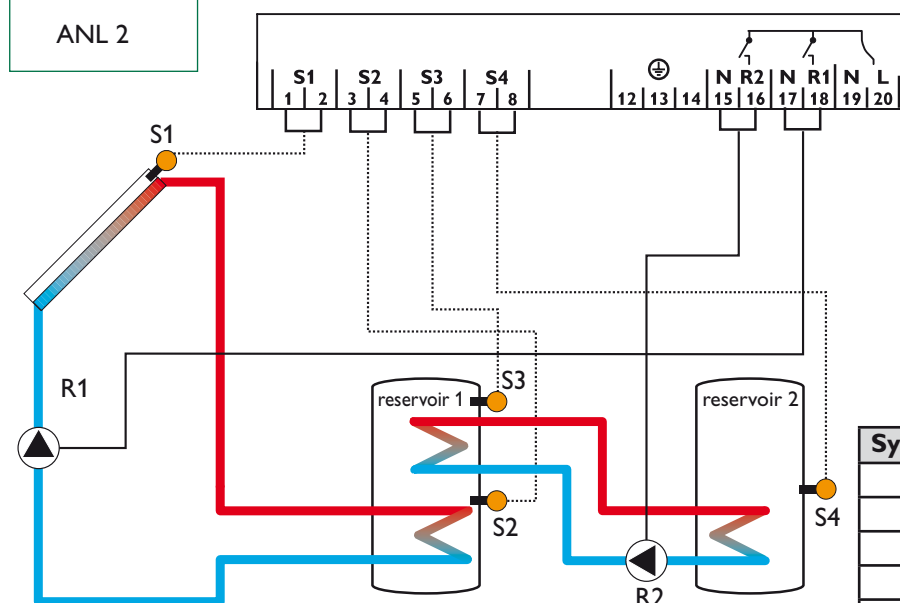 ANL 2
S1 S2 S3 S4 N R2 N R1 N L
1 2 3 4 5 6 7 8 12 13 14 15 16 17 18 19 20
S1
R1
reservoir 1
S3
S2
reservoir 2
S4
R2
Sy